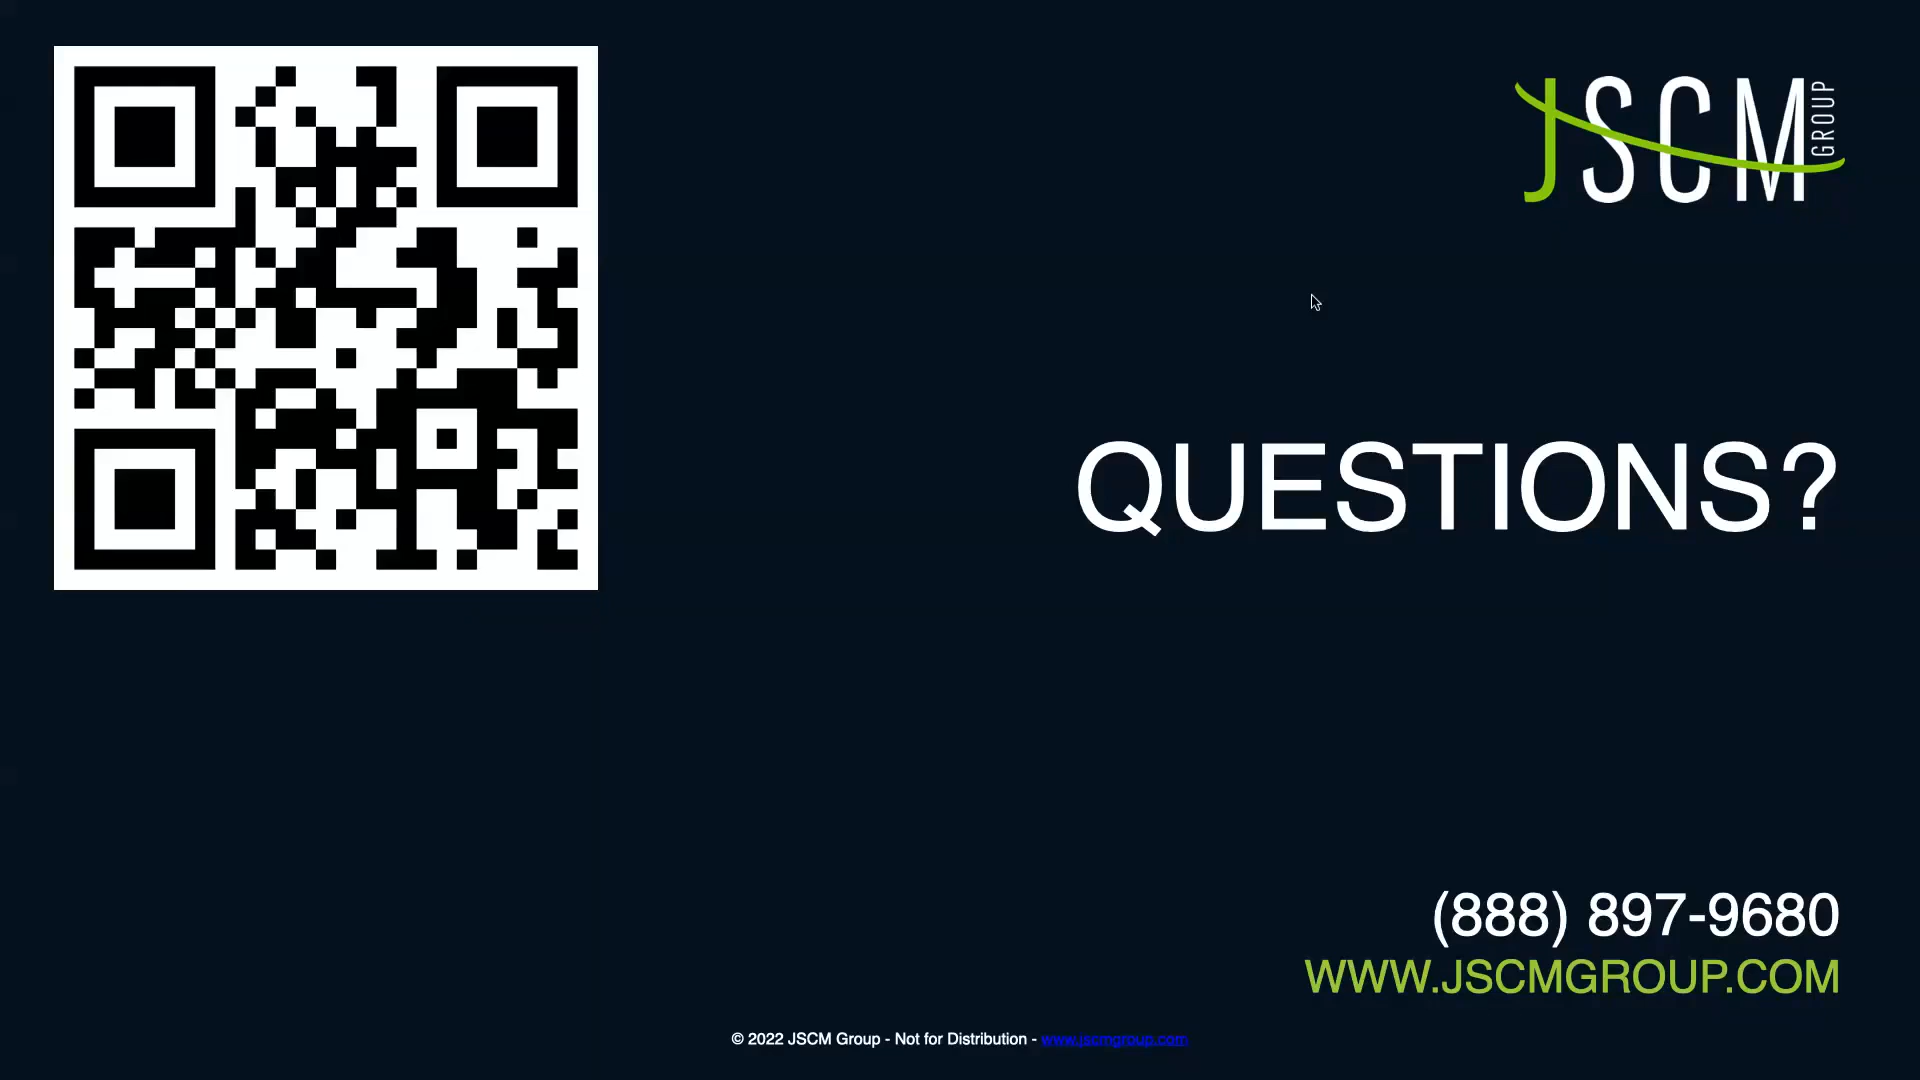 JSCM GROUP
QUESTIONS?
(888) 897-9680
WWW.JSCMGROUP.COM
© 2022 JSCM Group - Not for Distribution - www.jscmgroup.com